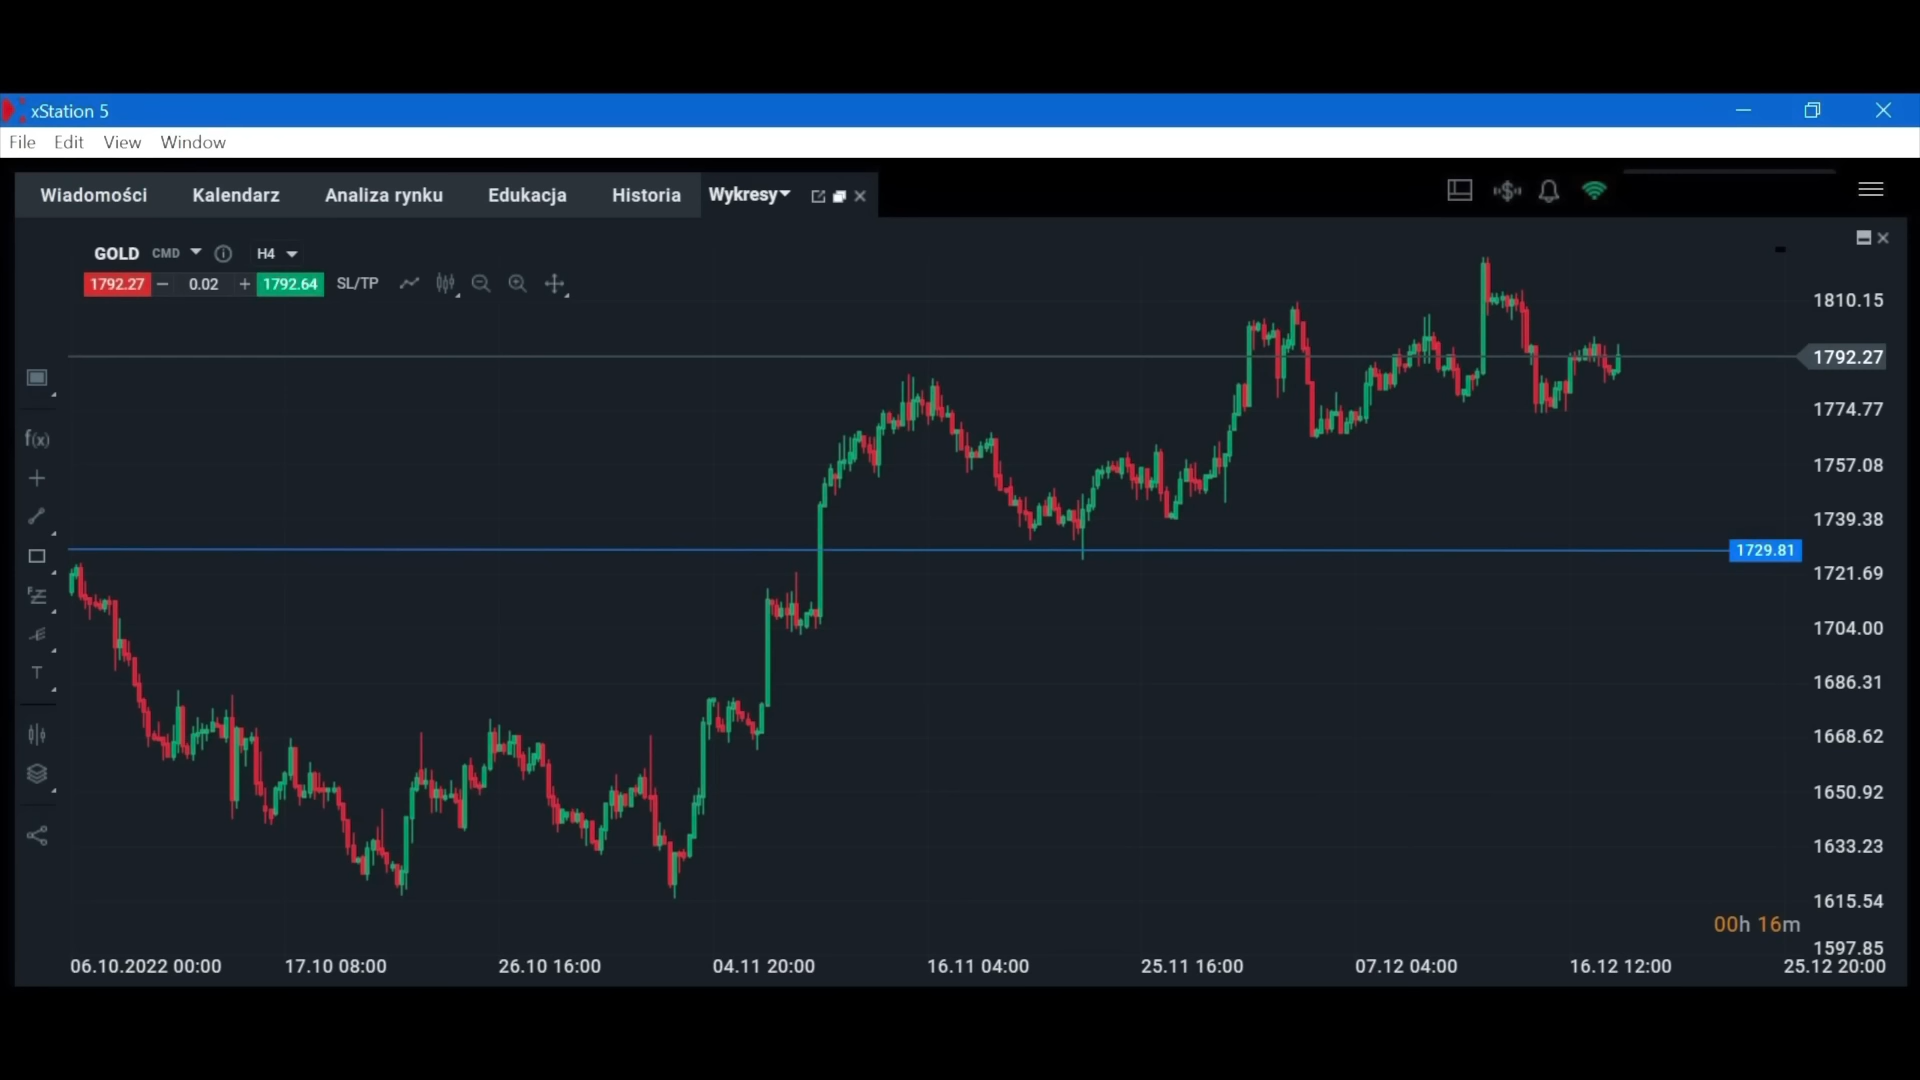 xStation 5
File Edit View Window
Wiadomości Kalendarz Analiza rynku Edukacja Historia Wykresy
GOLD CMD H4
1792.27 0.02 + 1792.64 SL/TP
1810.15
1792.27
1774.77
f(x)
1757.08
1739.38
1729.81
1721.69
1704.00
T
1686.31
1668.62
1650.92
1633.23
1615.54
00h 16m
1597.85
06.10.2022 00:00 17.10 08:00 26.10 16:00 04.11 20:00 16.11 04:00 25.11 16:00 07.12 04:00 16.12 12:00 25.12 20:00